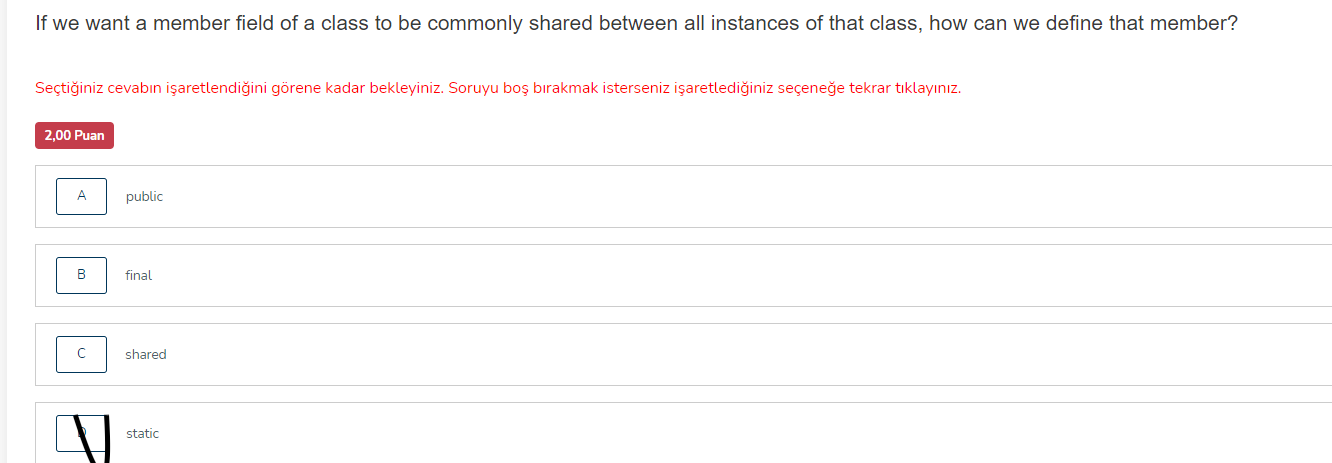 If we want a member field of a class to be commonly shared between all instances of that class, how can we define that member?
Seçtiğiniz cevabın işaretlendiğini görene kadar bekleyiniz. Soruyu boş bırakmak isterseniz işaretlediğiniz seçeneğe tekrar tıklayınız.
2,00 Puan
A public
B final
C shared
D static